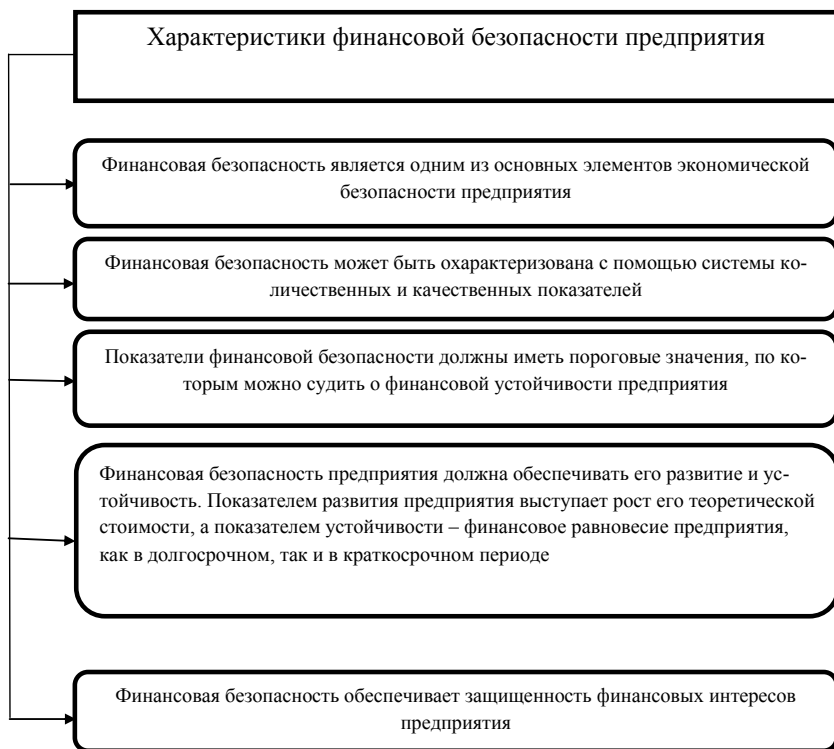 Характеристики финансовой безопасности предприятия
Финансовая безопасность является одним из основных элементов экономической
безопасности предприятия
Финансовая безопасность может быть охарактеризована с помощью системы ко-
личественных и качественных показателей
Показатели финансовой безопасности должны иметь пороговые значения, по ко-
торым можно судить о финансовой устойчивости предприятия
Финансовая безопасность предприятия должна обеспечивать его развитие и ус-
тойчивость. Показателем развития предприятия выступает рост его теоретической
стоимости, а показателем устойчивости – финансовое равновесие предприятия,
как в долгосрочном, так и в краткосрочном периоде
Финансовая безопасность обеспечивает защищенность финансовых интересов
предприятия